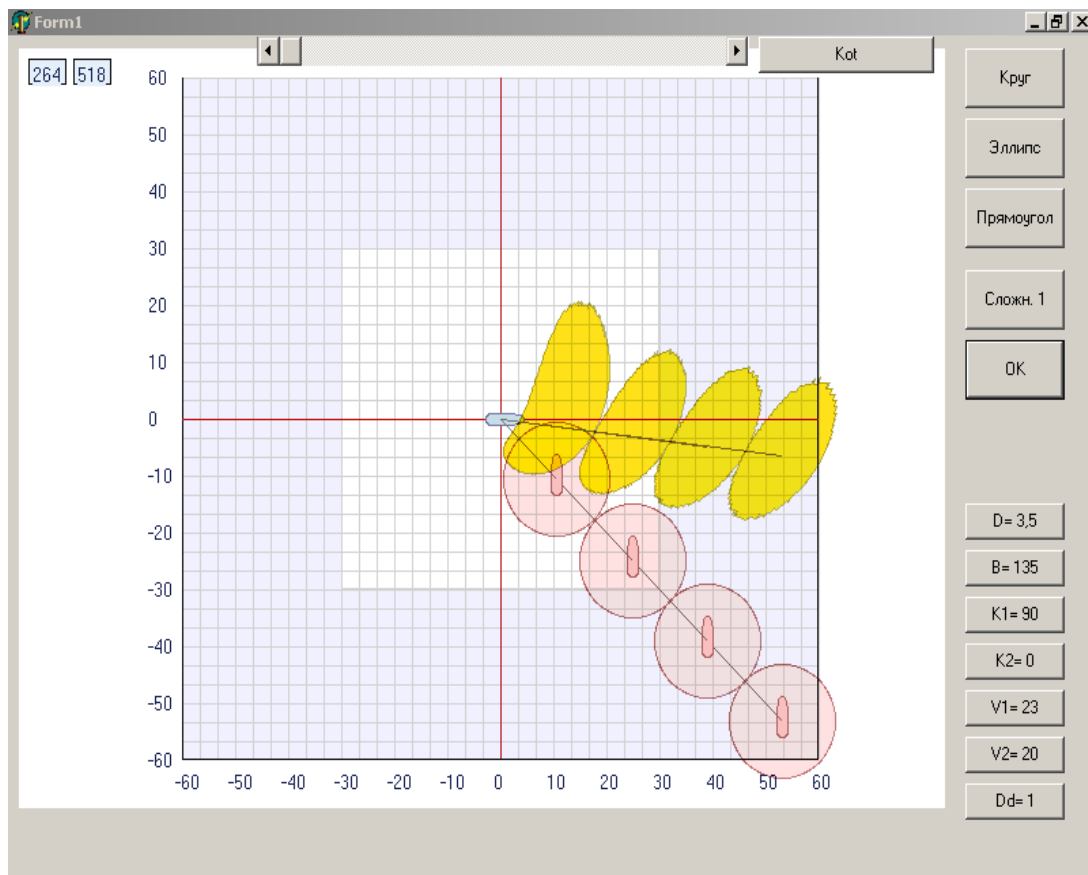 Form1
Kot
264 518
Круг
Эллипс
Прямоугол
Сложн. 1
OK
60
50
40
30
20
10
0
-10
-20
-30
-40
-50
-60
-60 -50 -40 -30 -20 -10 0 10 20 30 40 50 60
D= 3,5
B= 135
K1= 90
K2= 0
V1= 23
V2= 20
Dd= 1